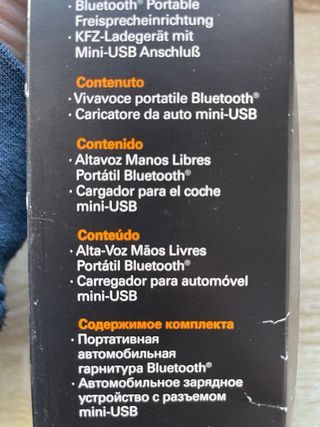 · Bluetooth® Portable
Freisprecheinrichtung
· KFZ-Ladegerät mit
Mini-USB Anschluß
Contenuto
· Vivavoce portatile Bluetooth®
· Caricatore da auto mini-USB
Contenido
· Altavoz Manos Libres
Portátil Bluetooth®
· Cargador para el coche
mini-USB
Conteúdo
· Alta-Voz Mãos Livres
Portátil Bluetooth®
· Carregador para automóvel
mini-USB
Содержимое комплекта
· Портативная
автомобильная
гарнитура Bluetooth®
· Автомобильное зарядное
устройство с разъемом
mini-USB